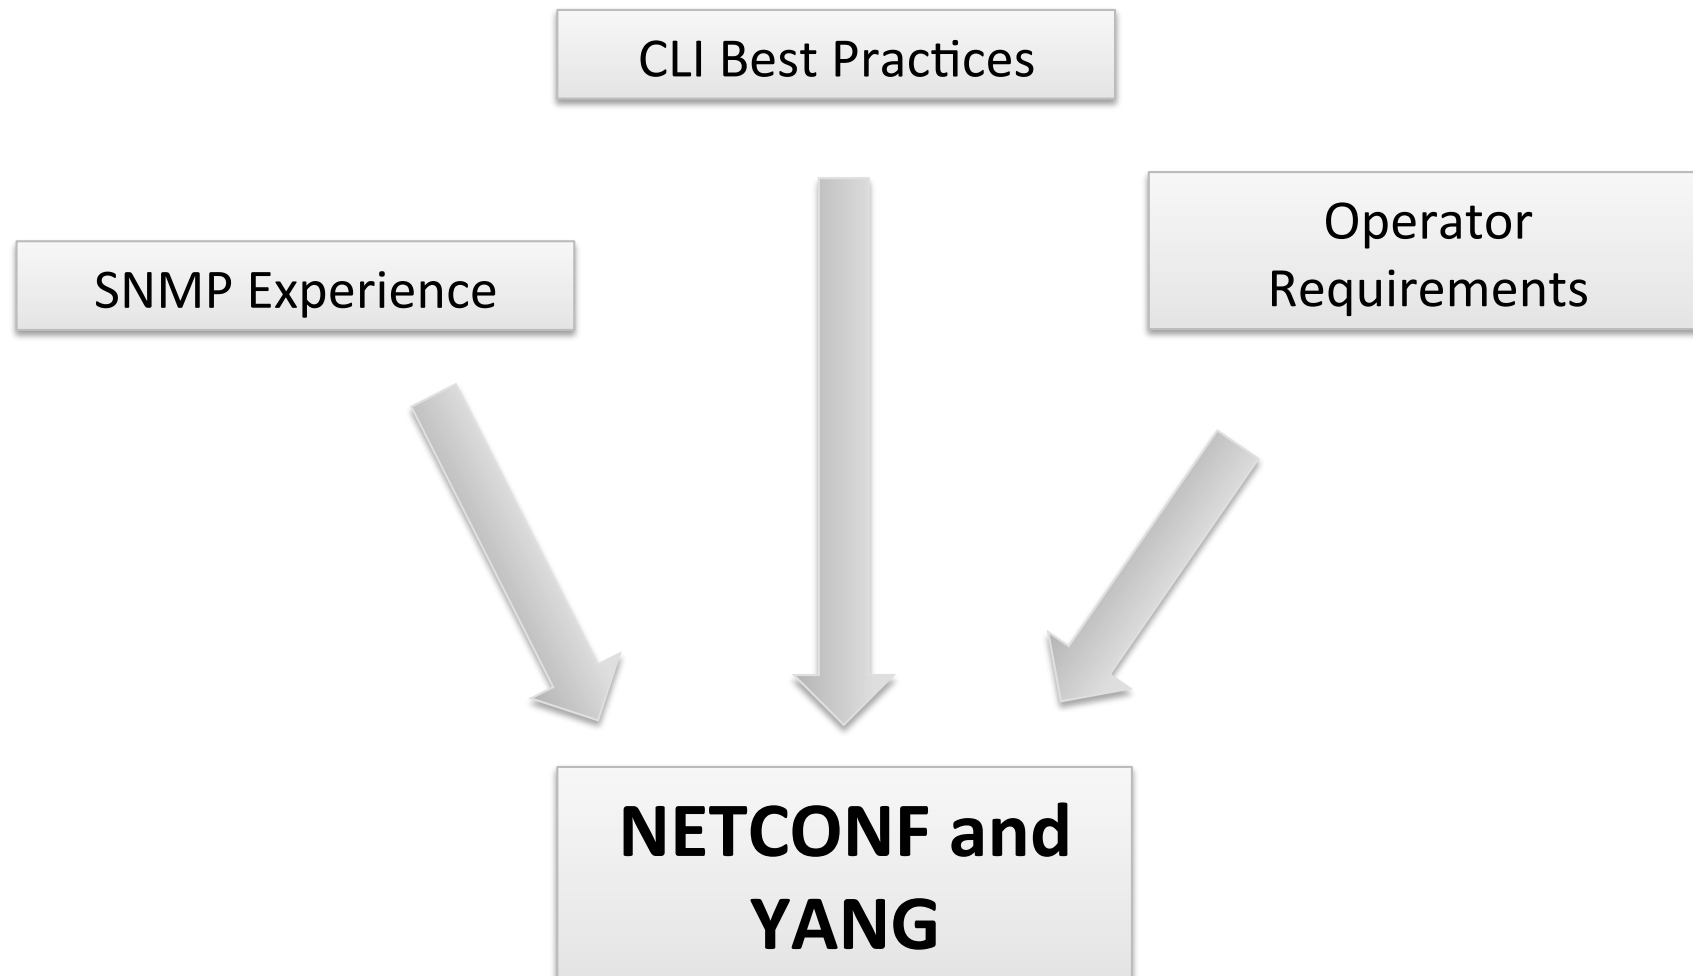 CLI Best Practices
SNMP Experience
Operator
Requirements
NETCONF and
YANG